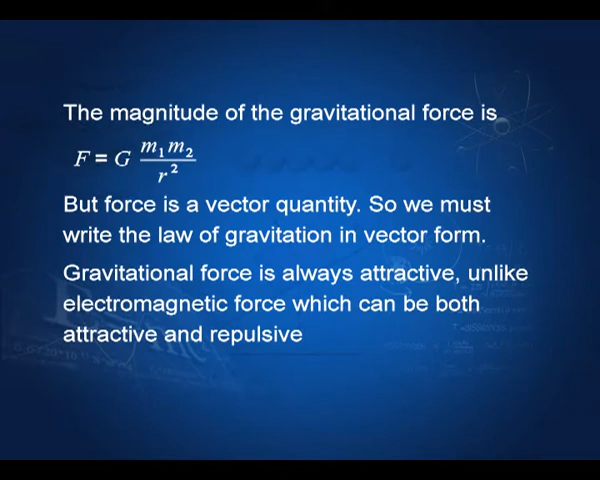 The magnitude of the gravitational force is
F = G m₁m₂ / r²
But force is a vector quantity. So we must
write the law of gravitation in vector form.
Gravitational force is always attractive, unlike
electromagnetic force which can be both
attractive and repulsive